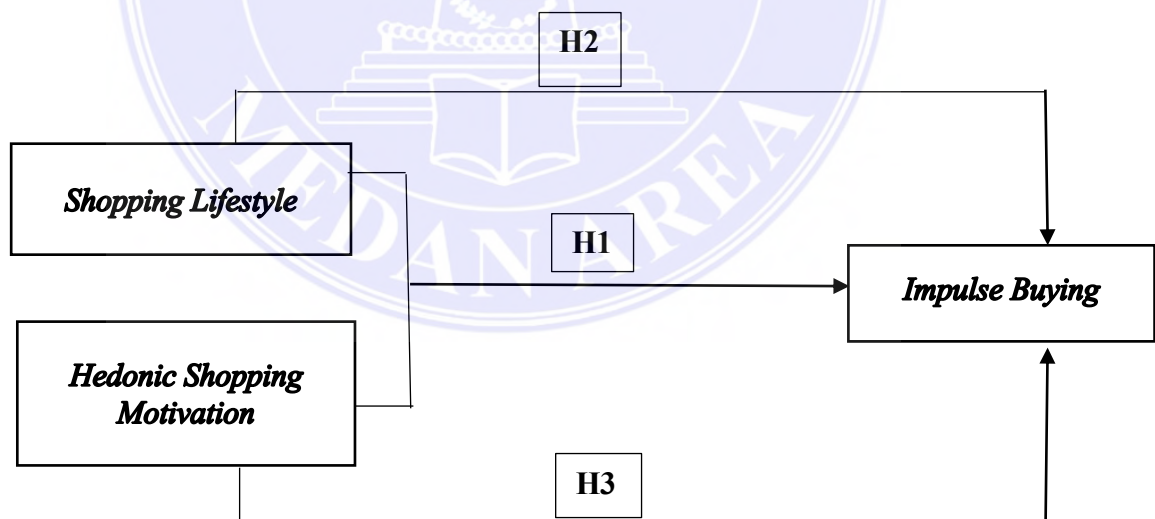 H2
Shopping Lifestyle
H1
Impulse Buying
Hedonic Shopping
Motivation
H3
MEDAN AREA